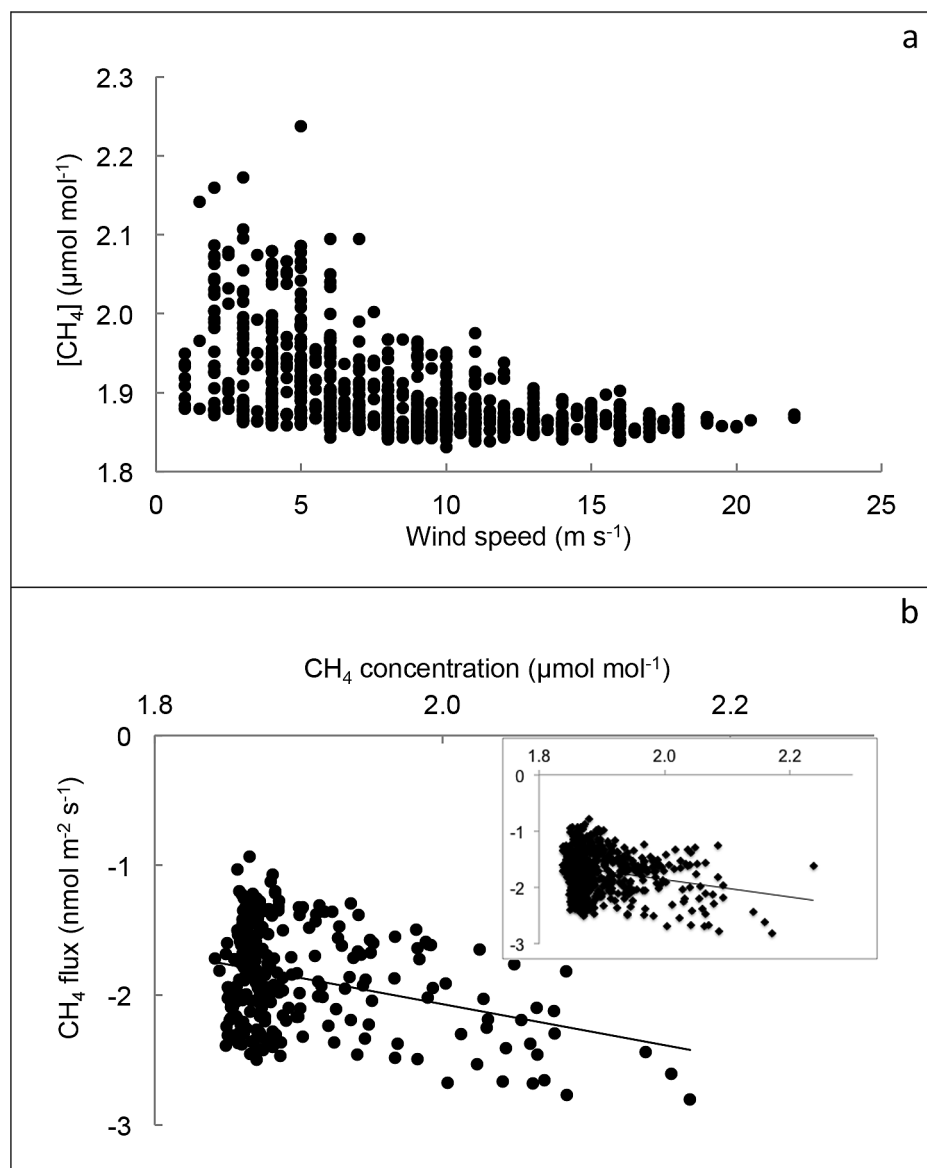 a
2.3
2.2
2.1
2.0
1.9
1.8
[CH₄] (µmol mol⁻¹)
0 5 10 15 20 25
Wind speed (m s⁻¹)
b
CH₄ concentration (µmol mol⁻¹)
1.8 2.0 2.2
0
-1
-2
-3
CH₄ flux (nmol m⁻² s⁻¹)
1.8 2.0 2.2
0
-1
-2
-3